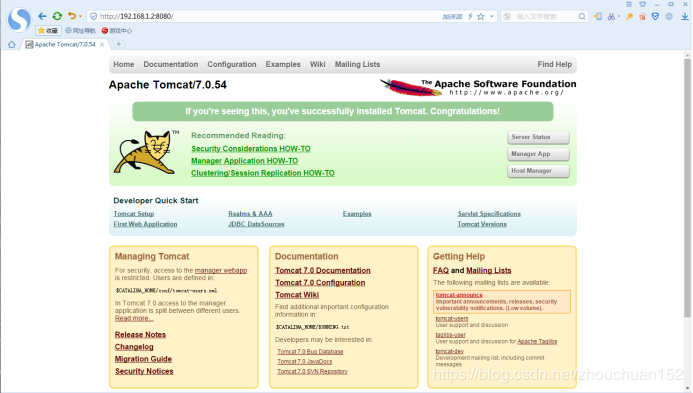 http://192.168.1.2:8080/
加速器
输入文字搜索
收藏 网址导航 游戏中心
Apache Tomcat/7.0.54
Home Documentation Configuration Examples Wiki Mailing Lists Find Help
Apache Tomcat/7.0.54
The Apache Software Foundation
http://www.apache.org/
If you're seeing this, you've successfully installed Tomcat. Congratulations!
TM
Recommended Reading:
Security Considerations HOW-TO
Manager Application HOW-TO
Clustering/Session Replication HOW-TO
Server Status
Manager App
Host Manager
Developer Quick Start
Tomcat Setup Realms & AAA Examples Servlet Specifications
First Web Application JDBC DataSources Tomcat Versions
Managing Tomcat
For security, access to the manager webapp
is restricted. Users are defined in:
$CATALINA_HOME/conf/tomcat-users.xml
In Tomcat 7.0 access to the manager
application is split between different users.
Read more...
Release Notes
Changelog
Migration Guide
Security Notices
Documentation
Tomcat 7.0 Documentation
Tomcat 7.0 Configuration
Tomcat Wiki
Find additional important configuration
information in:
$CATALINA_HOME/RUNNING.txt
Developers may be interested in:
Tomcat 7.0 Bug Database
Tomcat 7.0 JavaDocs
Tomcat 7.0 SVN Repository
Getting Help
FAQ and Mailing Lists
The following mailing lists are available:
tomcat-announce
Important announcements, releases, security
vulnerability notifications. (Low volume).
tomcat-users
User support and discussion
taglibs-user
User support and discussion for Apache Taglibs
tomcat-dev
Development mailing list, including commit
messages
https://blog.csdn.net/zhouchuan152